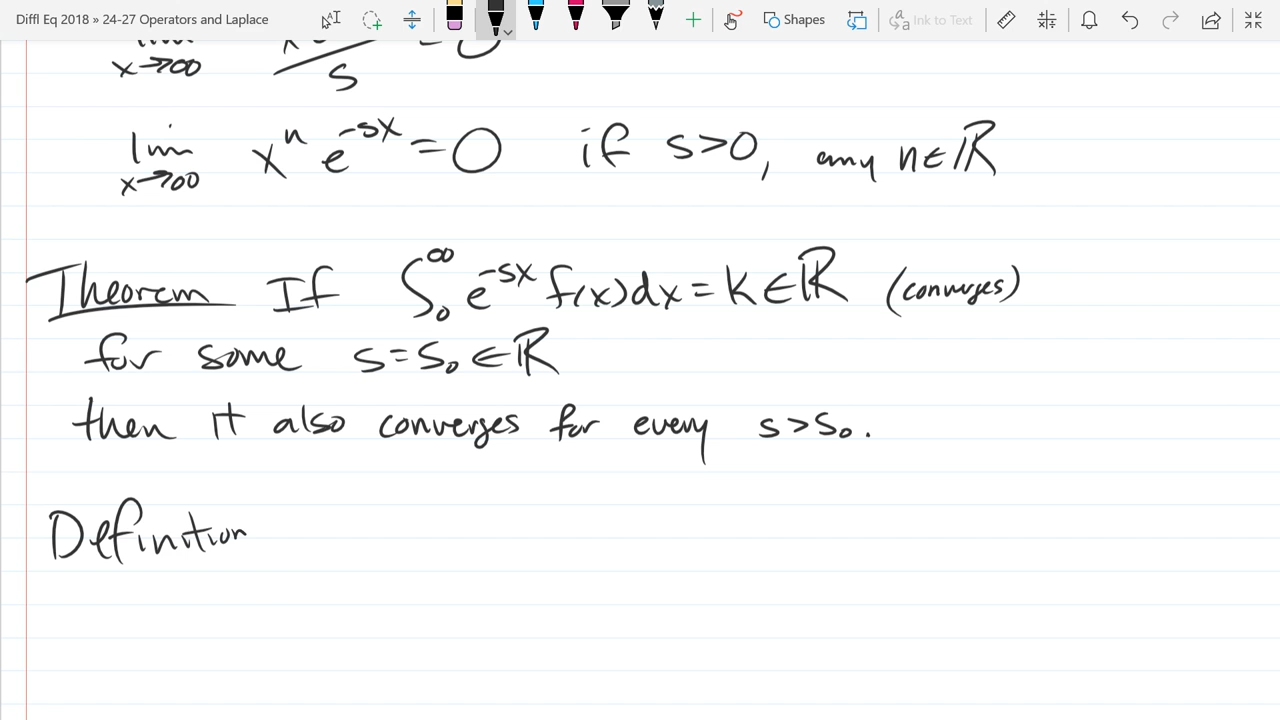 Diffl Eq 2018 » 24-27 Operators and Laplace
Shapes
Ink to Text
x→∞ s
lim x→∞ xⁿ e^{-sx} = 0 if s>0, any n∈ℝ
Theorem If ∫₀^∞ e^{-sx} f(x)dx = k∈ℝ (converges)
for some s=s₀∈ℝ
then it also converges for every s>s₀.
Definition